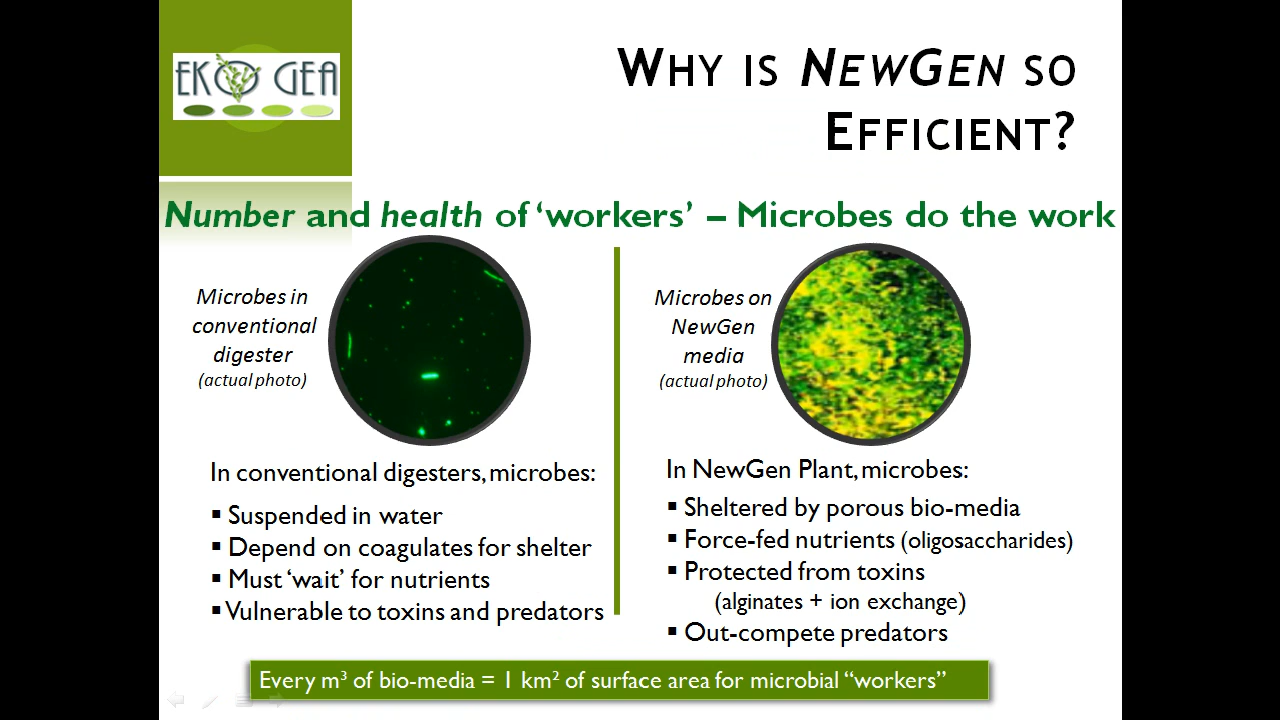 EKO GEA
WHY IS NEWGEN SO
EFFICIENT?
Number and health of ‘workers’ – Microbes do the work
Microbes in
conventional
digester
(actual photo)
Microbes on
NewGen
media
(actual photo)
In conventional digesters, microbes:
▪ Suspended in water
▪ Depend on coagulates for shelter
▪ Must ‘wait’ for nutrients
▪ Vulnerable to toxins and predators
In NewGen Plant, microbes:
▪ Sheltered by porous bio-media
▪ Force-fed nutrients (oligosaccharides)
▪ Protected from toxins
(alginates + ion exchange)
▪ Out-compete predators
Every m³ of bio-media = 1 km² of surface area for microbial “workers”